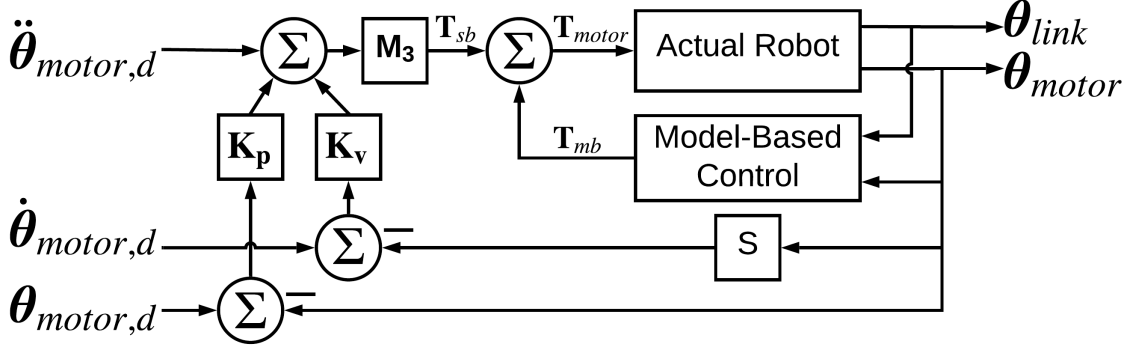 θ̈motor,d
Σ
M₃
Tsb
Σ
Tmotor
Actual Robot
θlink
θmotor
Kp
Kv
Tmb
Model-Based
Control
θ̇motor,d
Σ
−
S
θmotor,d
Σ
−